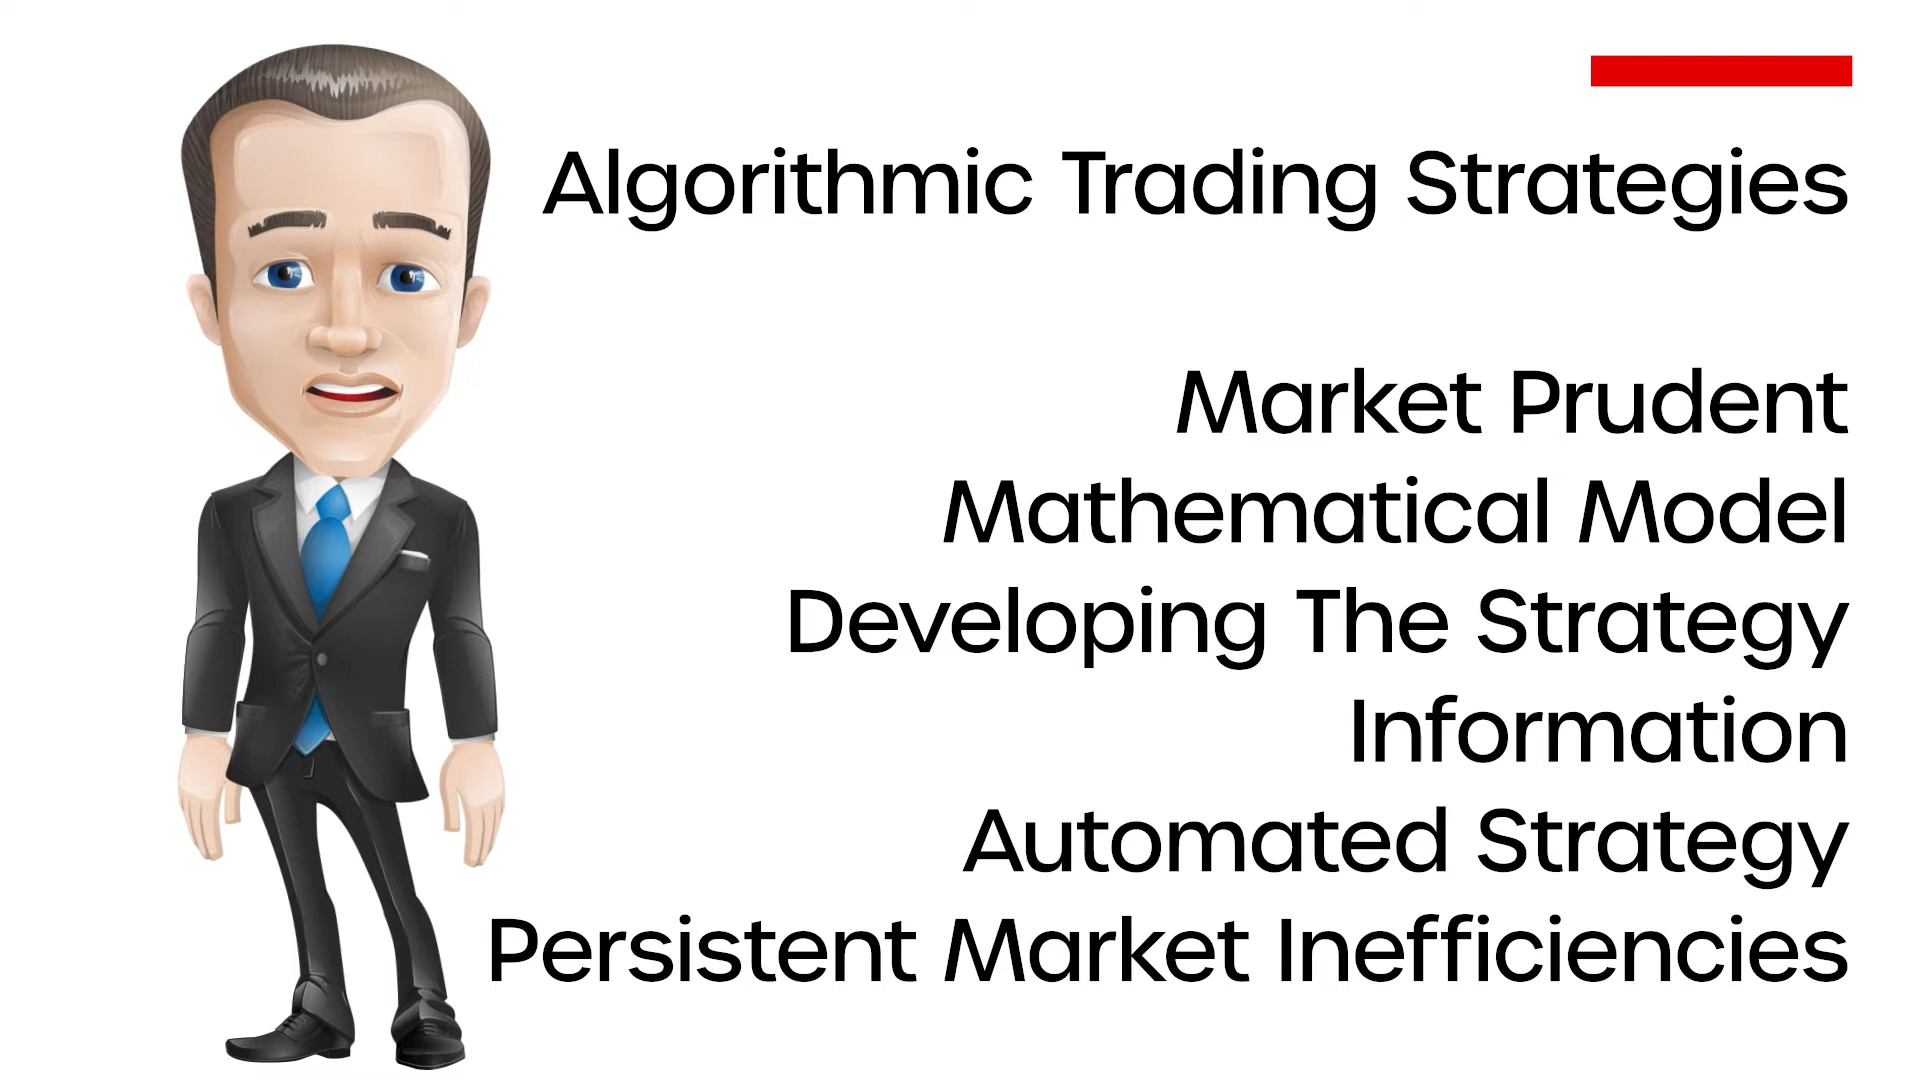 Algorithmic Trading Strategies
Market Prudent
Mathematical Model
Developing The Strategy
Information
Automated Strategy
Persistent Market Inefficiencies